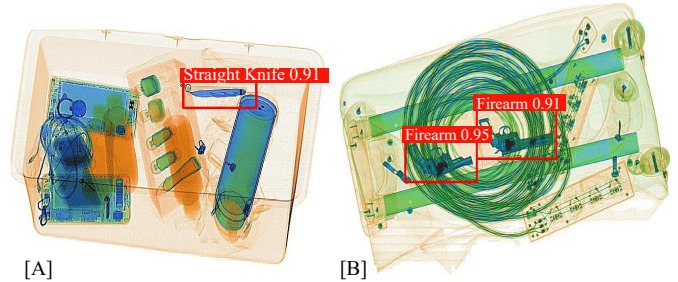 Straight Knife 0.91
Firearm 0.91
Firearm 0.95
[A]
[B]